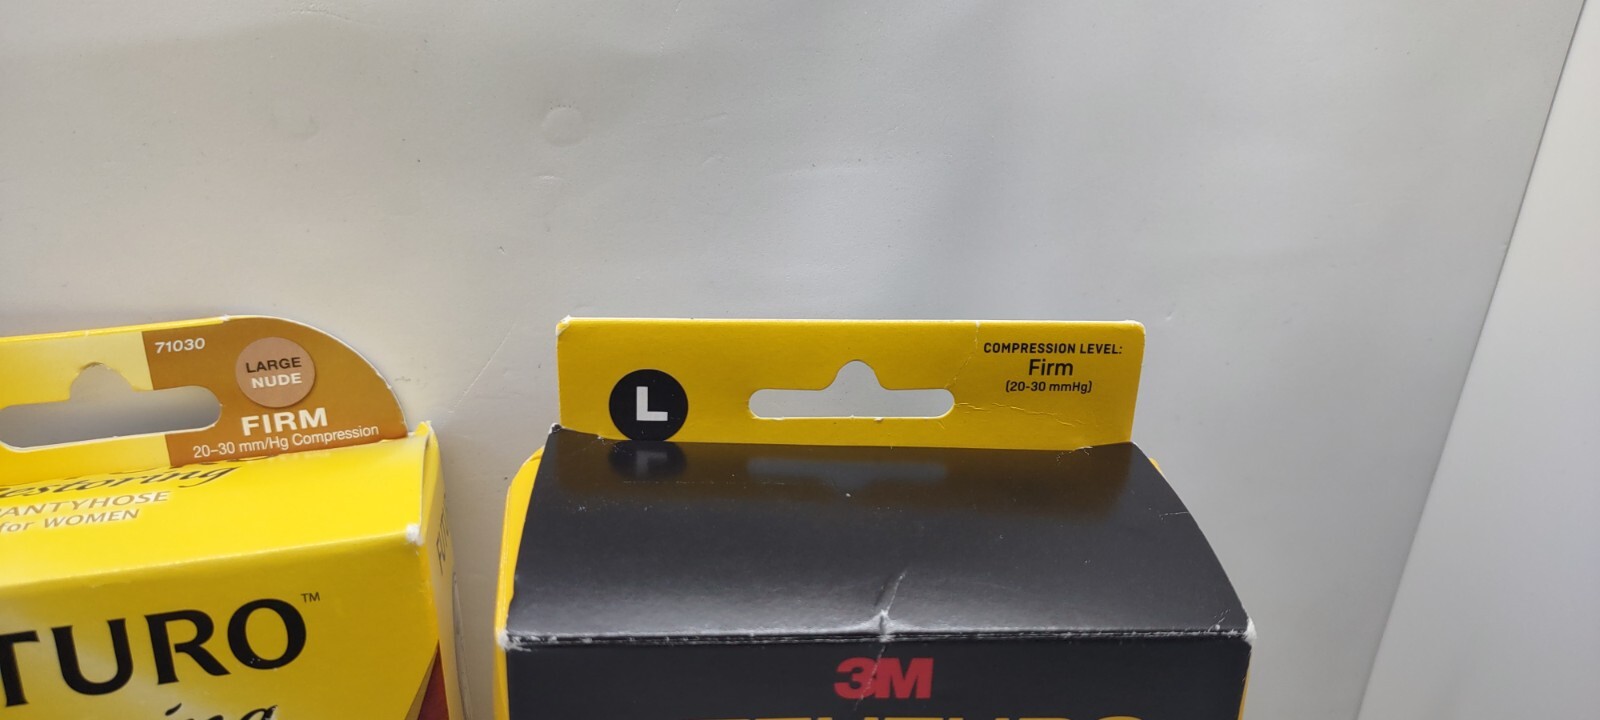 71030
LARGE
NUDE
FIRM
20–30 mm/Hg Compression
for WOMEN
TURO™
L
COMPRESSION LEVEL:
Firm
(20-30 mmHg)
3M